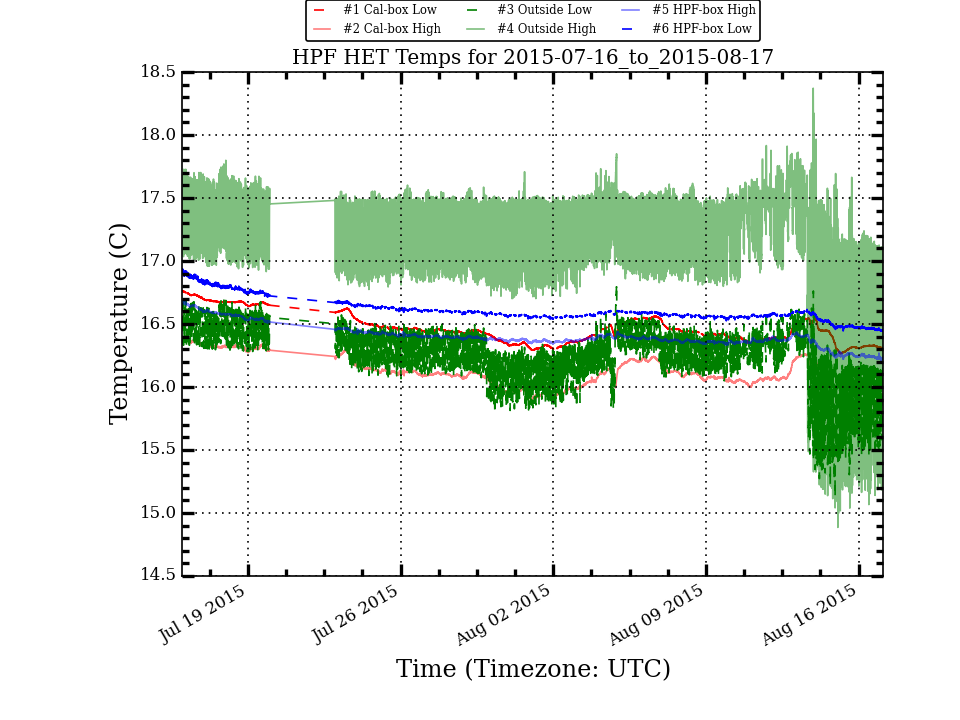 #1 Cal-box Low #3 Outside Low #5 HPF-box High
#2 Cal-box High #4 Outside High #6 HPF-box Low
HPF HET Temps for 2015-07-16_to_2015-08-17
18.5
18.0
17.5
17.0
16.5
16.0
15.5
15.0
14.5
Temperature (C)
Jul 19 2015 Jul 26 2015 Aug 02 2015 Aug 09 2015 Aug 16 2015
Time (Timezone: UTC)